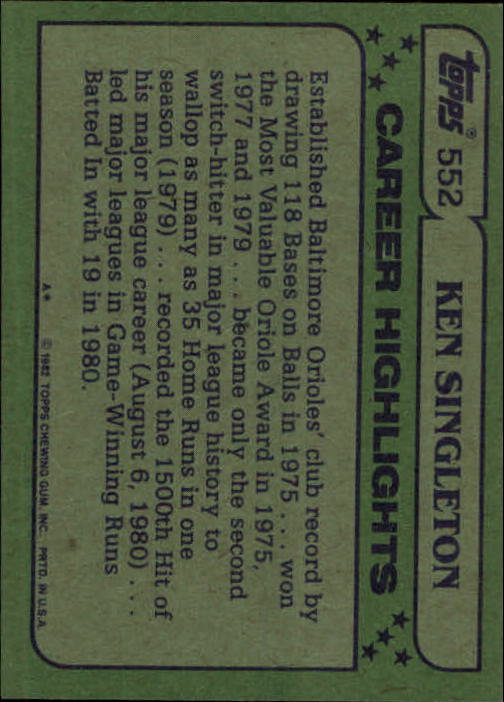 topps® 552 KEN SINGLETON
CAREER HIGHLIGHTS
Established Baltimore Orioles' club record by
drawing 118 Bases on Balls in 1975 . . . won
the Most Valuable Oriole Award in 1975,
1977 and 1979 . . . became only the second
switch-hitter in major league history to
wallop as many as 35 Home Runs in one
season (1979) . . . recorded the 1500th Hit of
his major league career (August 6, 1980) . . .
led major leagues in Game-Winning Runs
Batted In with 19 in 1980.
A* © 1982 TOPPS CHEWING GUM, INC. PRTD. IN U.S.A.